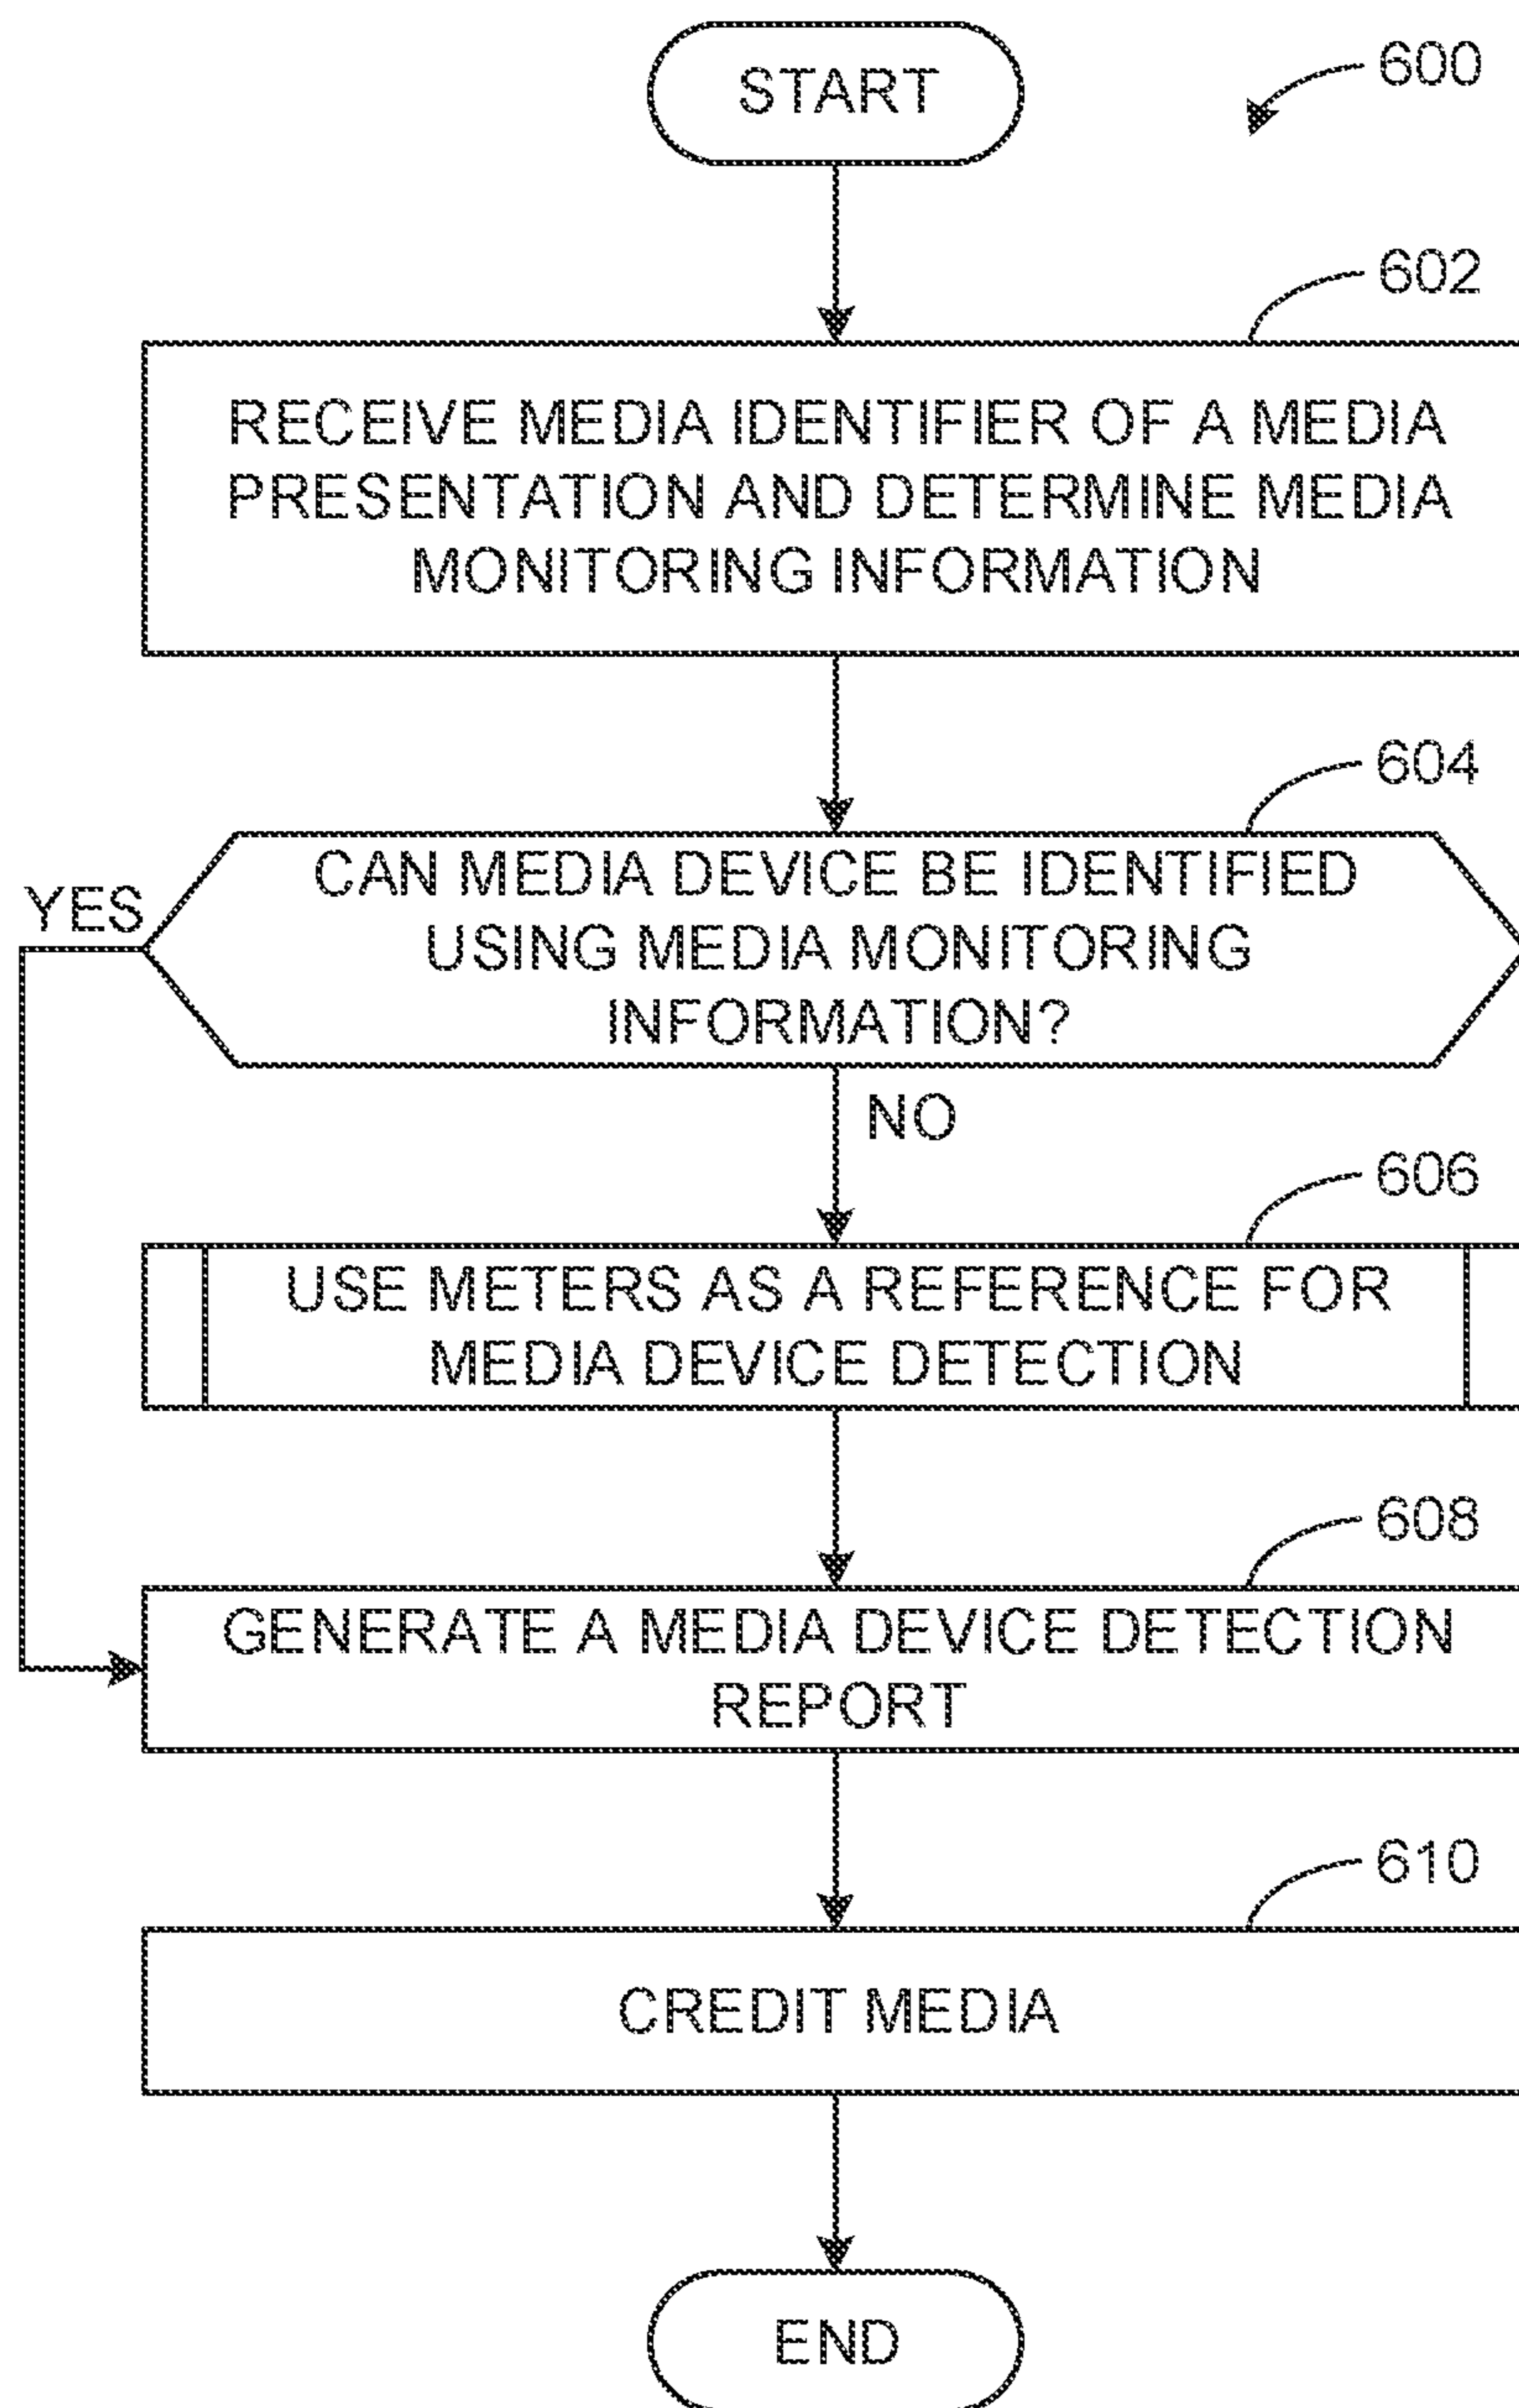 START
600
602
RECEIVE MEDIA IDENTIFIER OF A MEDIA
PRESENTATION AND DETERMINE MEDIA
MONITORING INFORMATION
604
CAN MEDIA DEVICE BE IDENTIFIED
USING MEDIA MONITORING
INFORMATION?
YES
NO
606
USE METERS AS A REFERENCE FOR
MEDIA DEVICE DETECTION
608
GENERATE A MEDIA DEVICE DETECTION
REPORT
610
CREDIT MEDIA
END